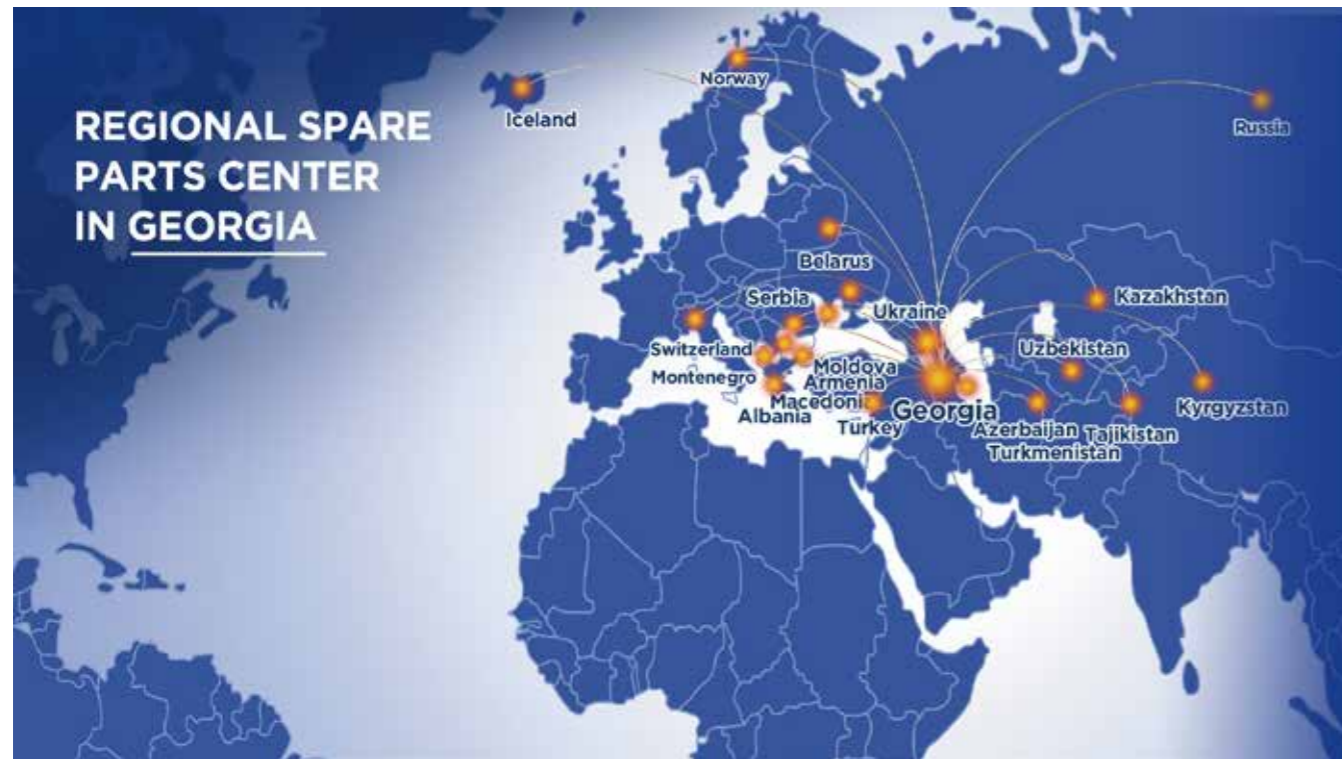 REGIONAL SPARE
PARTS CENTER
IN GEORGIA
Norway
Iceland
Russia
Belarus
Serbia
Kazakhstan
Ukraine
Switzerland
Uzbekistan
Moldova
Montenegro
Armenia
Macedonia
Kyrgyzstan
Albania
Georgia
Turkey
Azerbaijan
Tajikistan
Turkmenistan